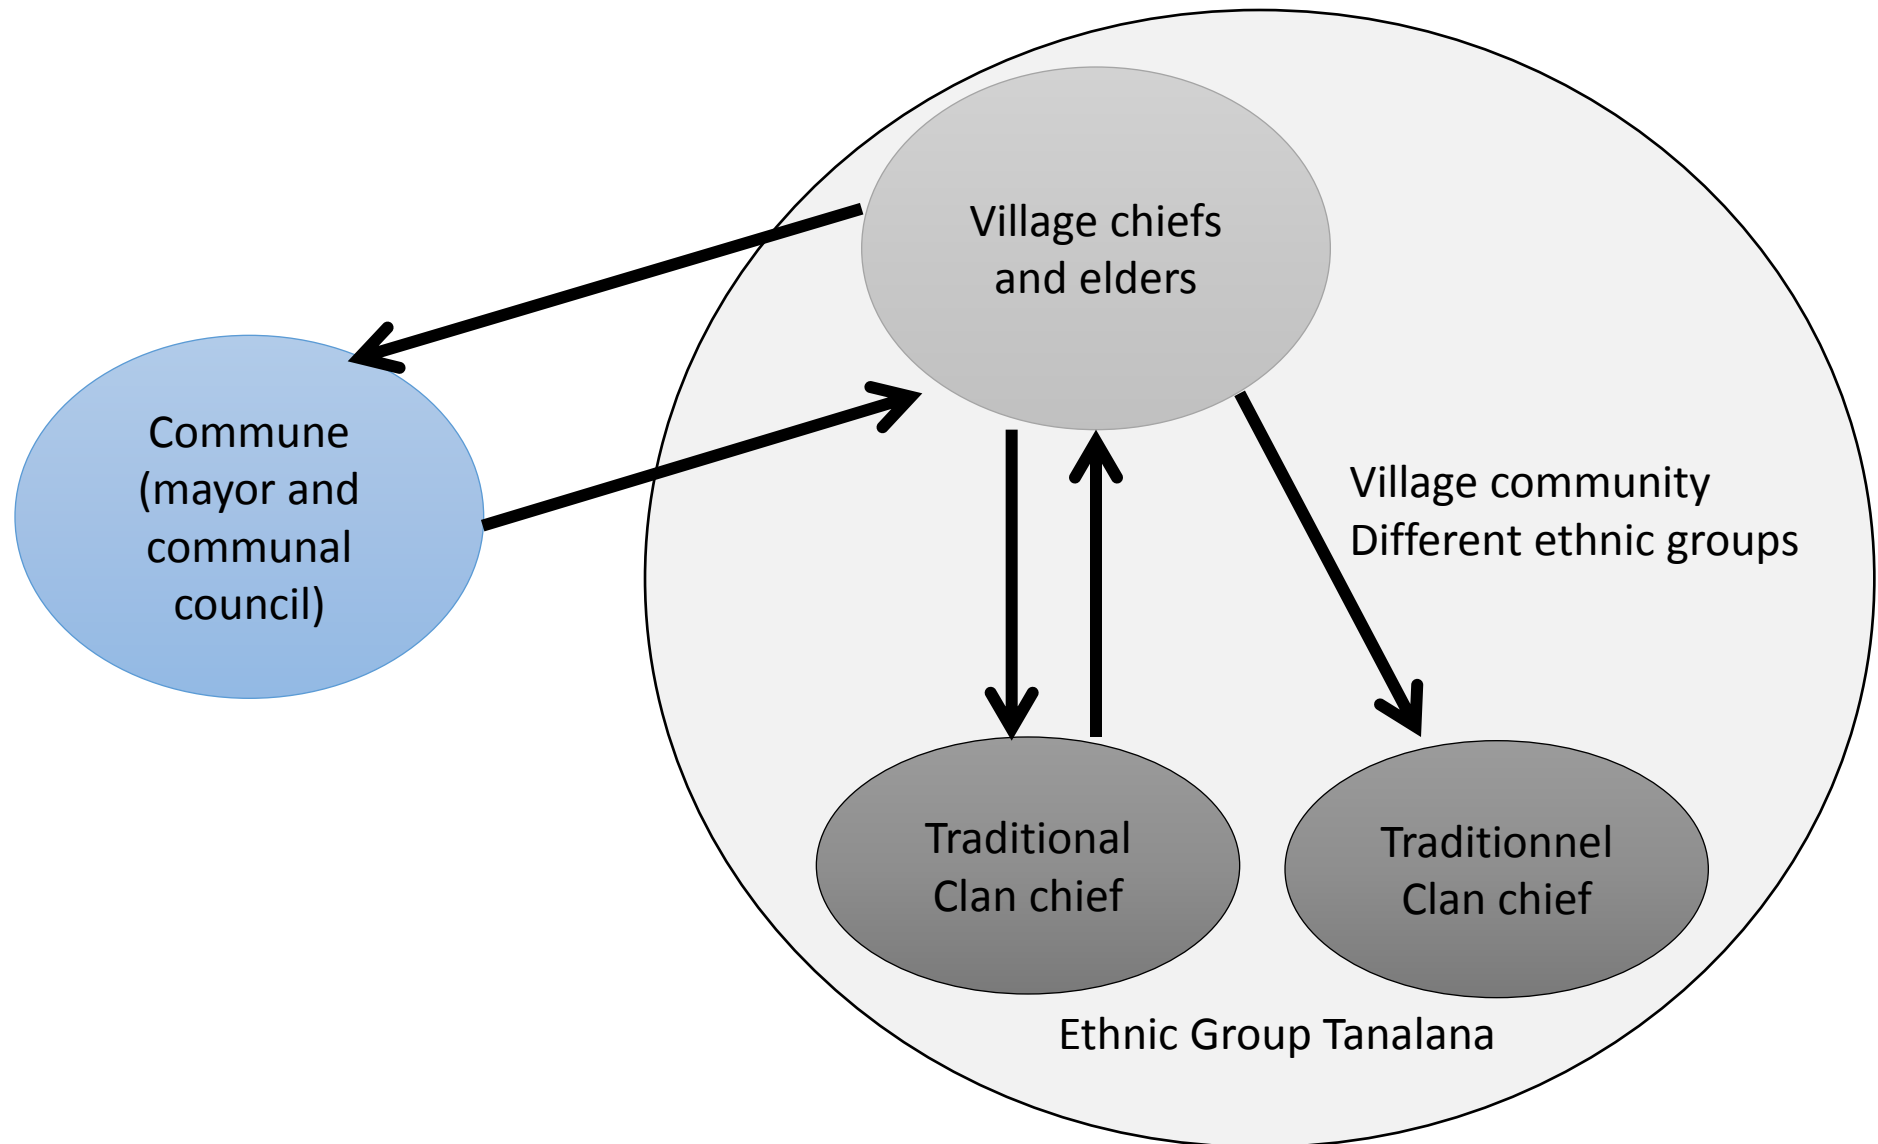 Village chiefs
and elders
Commune
(mayor and
communal
council)
Village community
Different ethnic groups
Traditional
Clan chief
Traditionnel
Clan chief
Ethnic Group Tanalana